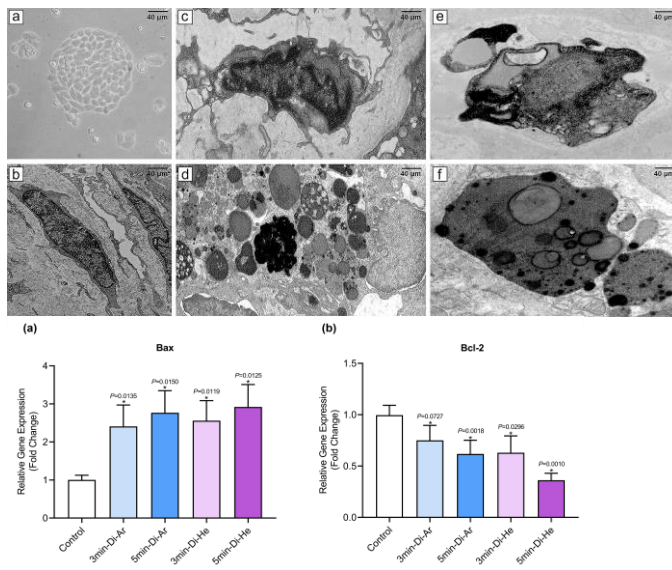 a
40 µm
c
40 µm
e
40 µm
b
40 µm
d
40 µm
f
40 µm
(a)
Bax
Relative Gene Expression
(Fold Change)
4
3
2
1
0
P=0.0135
*
P=0.0150
*
P=0.0119
*
P=0.0125
*
Control
3min-Di-Ar
5min-Di-Ar
3min-Di-He
5min-Di-He
(b)
Bcl-2
Relative Gene Expression
(Fold Change)
1.5
1.0
0.5
0.0
P=0.0727
*
P=0.0018
*
P=0.0296
*
P=0.0010
*
Control
3min-Di-Ar
5min-Di-Ar
3min-Di-He
5min-Di-He